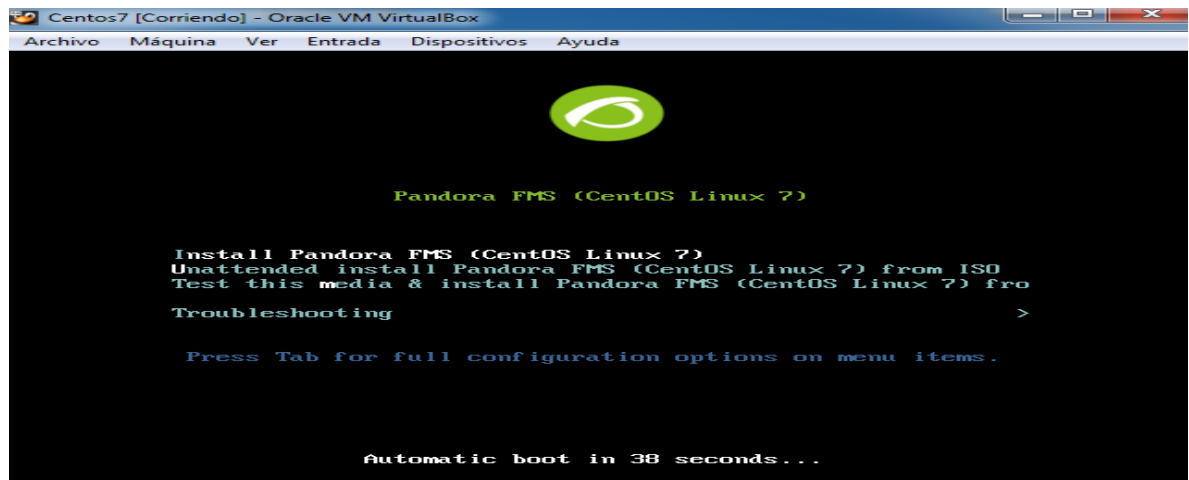 Centos7 [Corriendo] - Oracle VM VirtualBox
Archivo Máquina Ver Entrada Dispositivos Ayuda
Pandora FMS (CentOS Linux 7)
Install Pandora FMS (CentOS Linux 7)
Unattended install Pandora FMS (CentOS Linux 7) from ISO
Test this media & install Pandora FMS (CentOS Linux 7) fro
Troubleshooting >
Press Tab for full configuration options on menu items.
Automatic boot in 38 seconds...